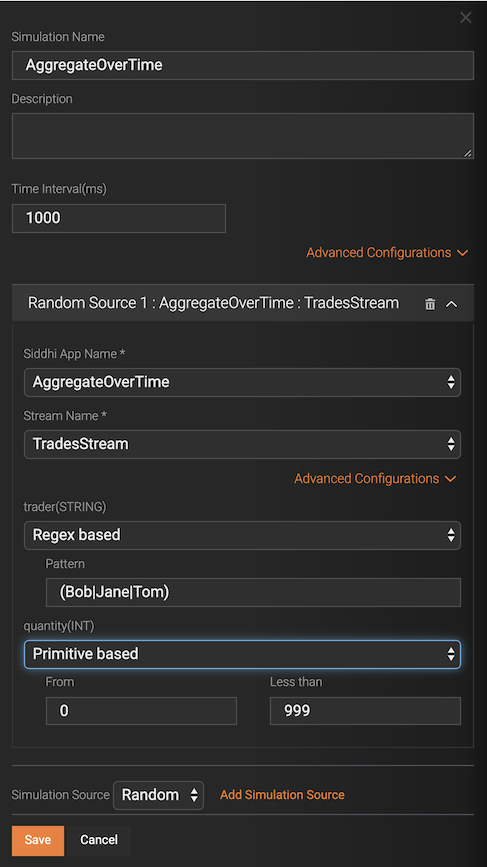 Simulation Name
AggregateOverTime
Description
Time Interval(ms)
1000
Advanced Configurations
Random Source 1 : AggregateOverTime : TradesStream
Siddhi App Name *
AggregateOverTime
Stream Name *
TradesStream
Advanced Configurations
trader(STRING)
Regex based
Pattern
(Bob|Jane|Tom)
quantity(INT)
Primitive based
From Less than
0 999
Simulation Source Random Add Simulation Source
Save Cancel